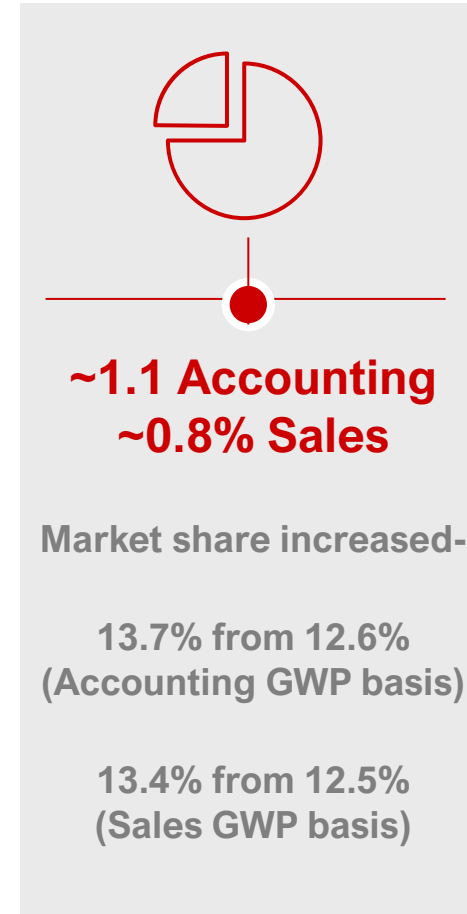 ~1.1 Accounting
~0.8% Sales
Market share increased-
13.7% from 12.6%
(Accounting GWP basis)
13.4% from 12.5%
(Sales GWP basis)